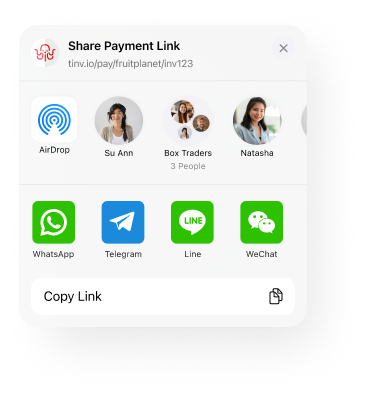 Share Payment Link
tinv.io/pay/fruitplanet/inv123
AirDrop
Su Ann
Box Traders
3 People
Natasha
WhatsApp
Telegram
LINE
Line
WeChat
Copy Link